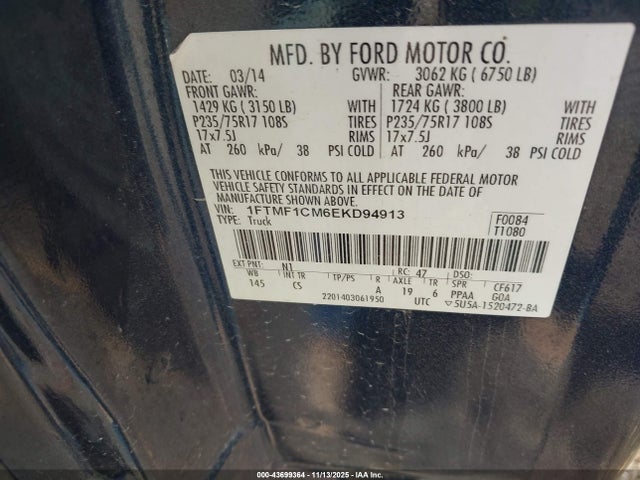 MFD. BY FORD MOTOR CO.
DATE: 03/14 GVWR: 3062 KG ( 6750 LB)
FRONT GAWR: REAR GAWR:
1429 KG ( 3150 LB) WITH 1724 KG ( 3800 LB) WITH
P235/75R17 108S TIRES P235/75R17 108S TIRES
17x7.5J RIMS 17x7.5J RIMS
AT 260 kPa/ 38 PSI COLD AT 260 kPa/ 38 PSI COLD
THIS VEHICLE CONFORMS TO ALL APPLICABLE FEDERAL MOTOR
VEHICLE SAFETY STANDARDS IN EFFECT ON THE DATE OF
MANUFACTURE SHOWN ABOVE.
VIN: 1FTMF1CM6EKD94913 F0084
TYPE: Truck T1080
EXT PNT: N1 RC: 47 DSO:
WB INT TR TP/PS R AXLE TR SPR CF617
145 CS A 19 6 PPAA G0A
2201403061950 UTC ▽5U5A-1520472-BA
000-43699364 - 11/13/2025 - IAA Corp.